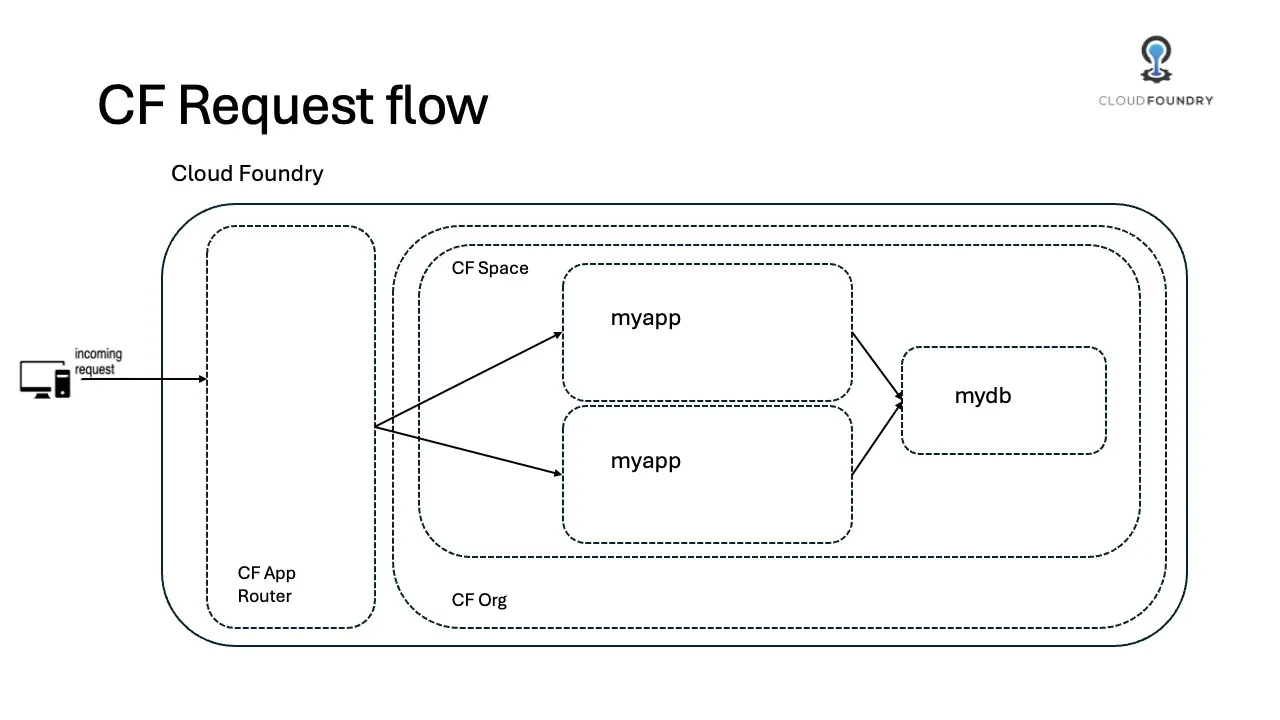 CLOUDFOUNDRY
CF Request flow
Cloud Foundry
CF Space
myapp
incoming
request
mydb
myapp
CF App
Router
CF Org